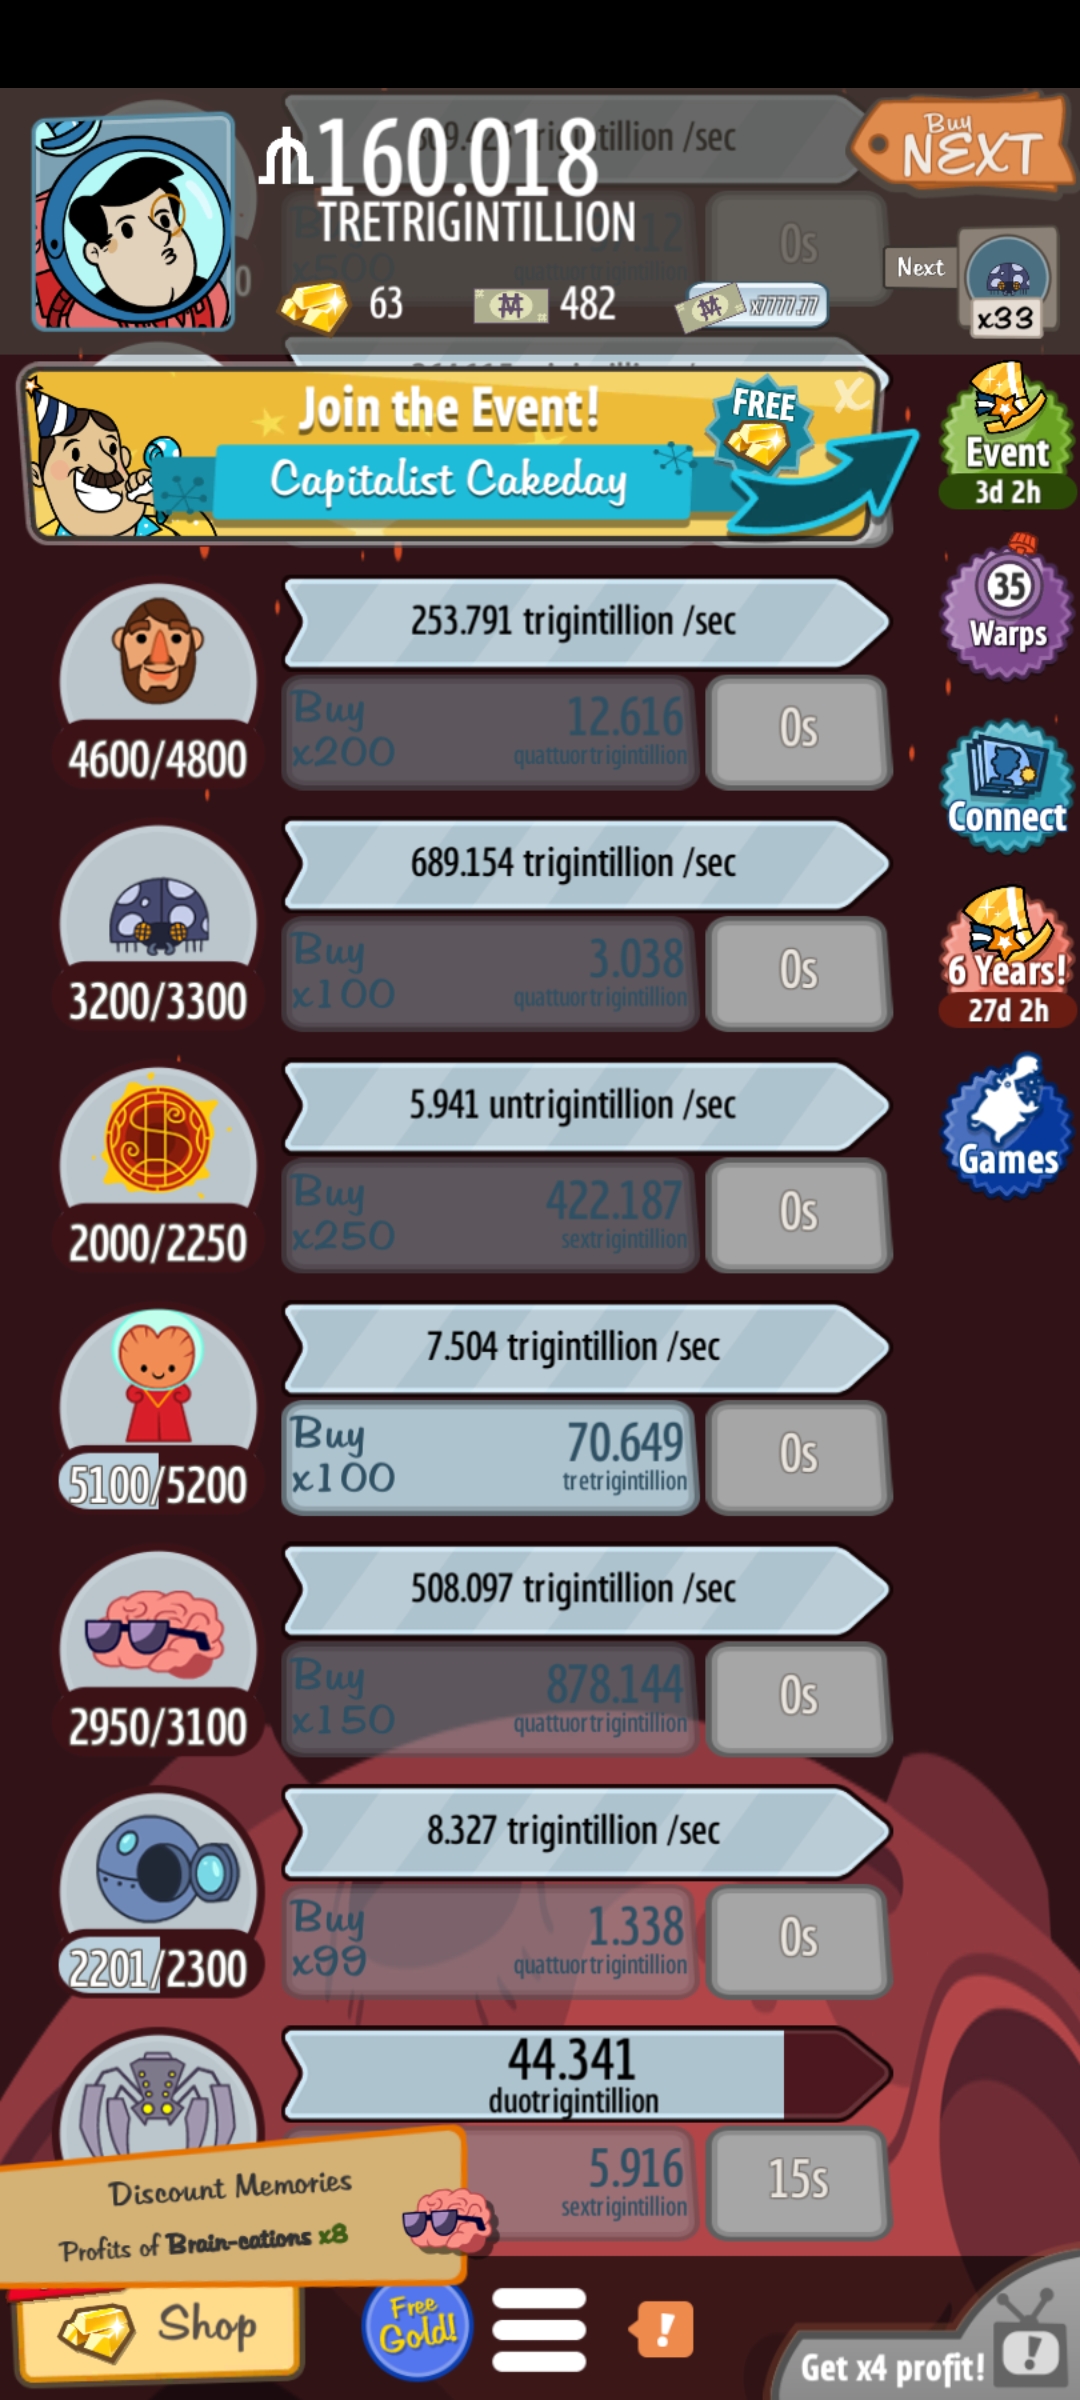 160.018
TRETRIGINTILLION
Buy
NEXT
0s
63
482
x7777.77
Next
x33
Join the Event!
Capitalist Cakeday
FREE
x
Event
3d 2h
253.791 trigintillion /sec
Buy
x200
12.616
quattuortrigintillion
0s
4600/4800
35
Warps
689.154 trigintillion /sec
Buy
x100
3.038
quattuortrigintillion
0s
3200/3300
Connect
5.941 untrigintillion /sec
Buy
x250
422.187
sextrigintillion
0s
2000/2250
6 Years!
27d 2h
7.504 trigintillion /sec
Buy
x100
70.649
tretrigintillion
0s
5100/5200
Games
508.097 trigintillion /sec
Buy
x150
878.144
quattuortrigintillion
0s
2950/3100
8.327 trigintillion /sec
Buy
x99
1.338
quattuortrigintillion
0s
2201/2300
44.341
duotrigintillion
5.916
sextrigintillion
15s
Discount Memories
Profits of Brain-cations x8
Shop
Free
Gold!
!
Get x4 profit!
!